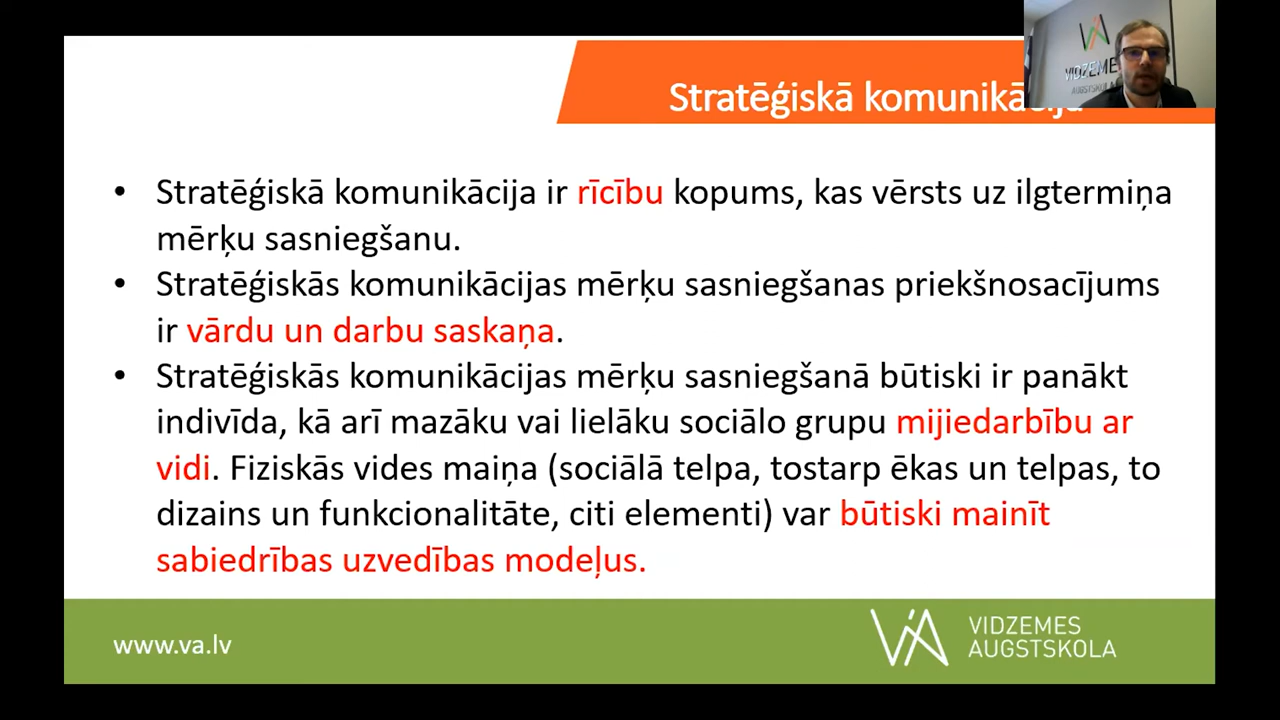 VIDZEME
AUGSTSKOLA
Stratēģiskā
• Stratēģiskā komunikācija ir rīcību kopums, kas vērsts uz ilgtermiņa
mērķu sasniegšanu.
• Stratēģiskās komunikācijas mērķu sasniegšanas priekšnosacījums
ir vārdu un darbu saskaņa.
• Stratēģiskās komunikācijas mērķu sasniegšanā būtiski ir panākt
indivīda, kā arī mazāku vai lielāku sociālo grupu mijiedarbību ar
vidi. Fiziskās vides maiņa (sociālā telpa, tostarp ēkas un telpas, to
dizains un funkcionalitāte, citi elementi) var būtiski mainīt
sabiedrības uzvedības modeļus.
www.va.lv
VIA VIDZEMES
AUGSTSKOLA